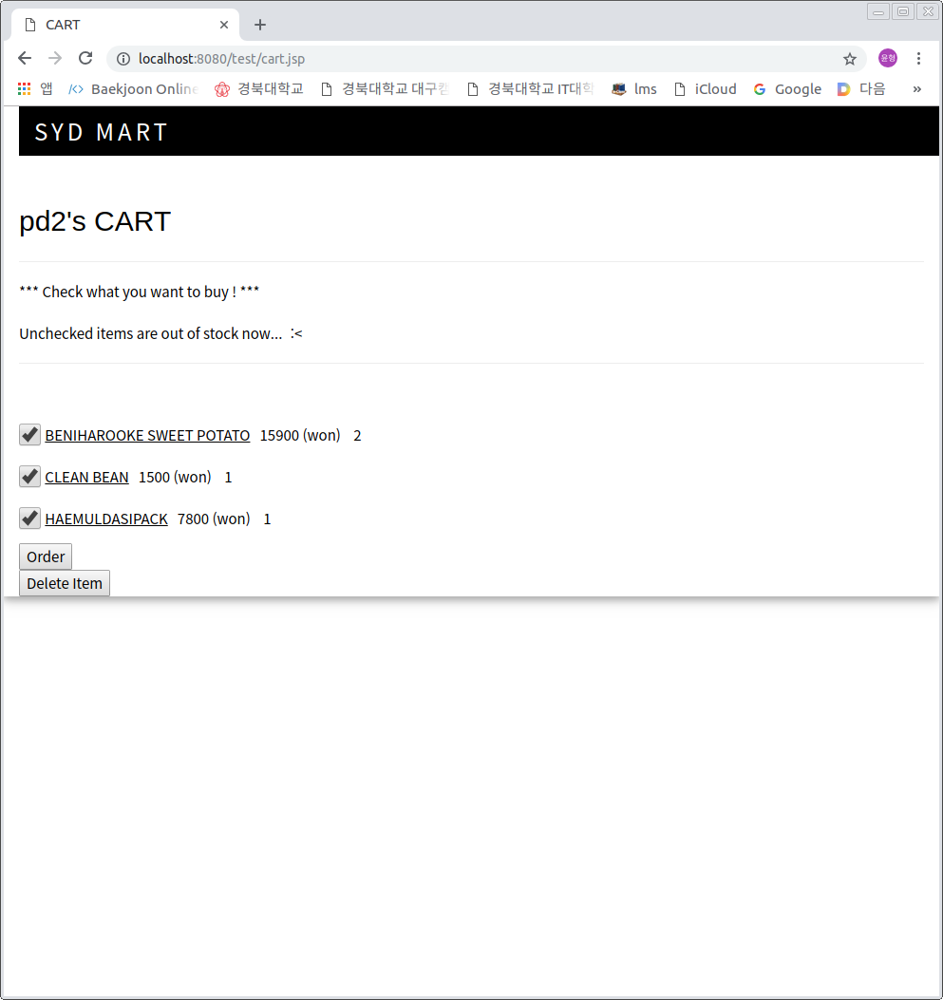 CART
localhost:8080/test/cart.jsp
윤형
앱 Baekjoon Online 경북대학교 경북대학교 대구캠 경북대학교 IT대학 lms iCloud Google 다음 »
SYD MART
pd2's CART
*** Check what you want to buy ! ***
Unchecked items are out of stock now... :<
BENIHAROOKE SWEET POTATO 15900 (won) 2
CLEAN BEAN 1500 (won) 1
HAEMULDASIPACK 7800 (won) 1
Order
Delete Item